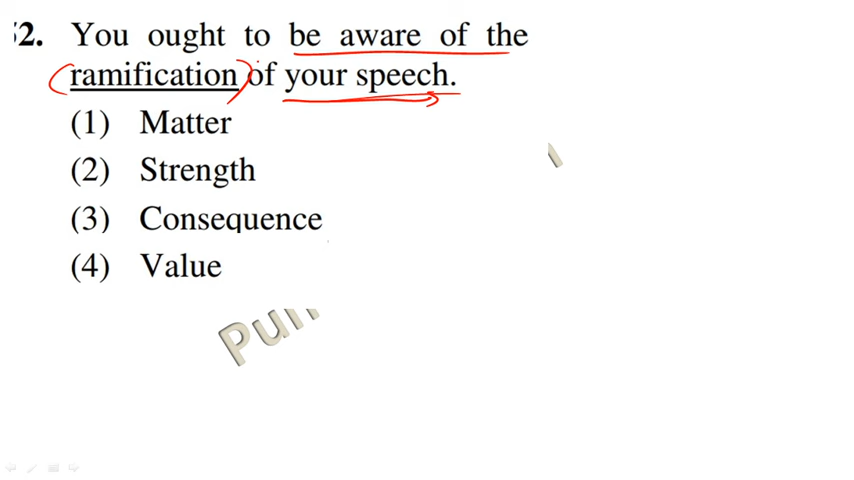 2. You ought to be aware of the
ramification of your speech.
(1) Matter
(2) Strength
(3) Consequence
(4) Value